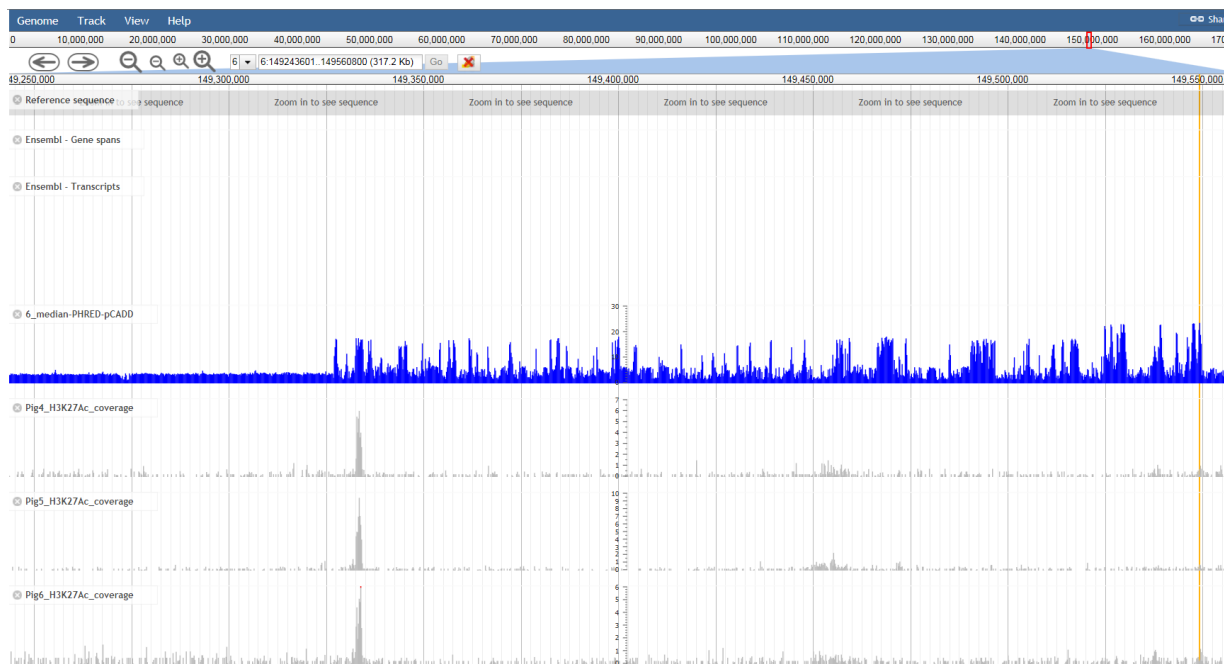 Genome Track View Help Shar
0 10,000,000 20,000,000 30,000,000 40,000,000 50,000,000 60,000,000 70,000,000 80,000,000 90,000,000 100,000,000 110,000,000 120,000,000 130,000,000 140,000,000 150,000,000 160,000,000 170
6 6:149243601..149560800 (317.2 Kb) Go
49,250,000 149,300,000 149,350,000 149,400,000 149,450,000 149,500,000 149,550,000
Reference sequence to see sequence Zoom in to see sequence Zoom in to see sequence Zoom in to see sequence Zoom in to see sequence Zoom in to see sequence
Ensembl - Gene spans
Ensembl - Transcripts
30
6_median-PHRED-pCADD
20
10
0
7
Pig4_H3K27Ac_coverage
6
5
4
3
2
1
0
10
Pig5_H3K27Ac_coverage
9
8
7
6
5
4
3
2
1
0
6
Pig6_H3K27Ac_coverage
5
4
3
2
1
0